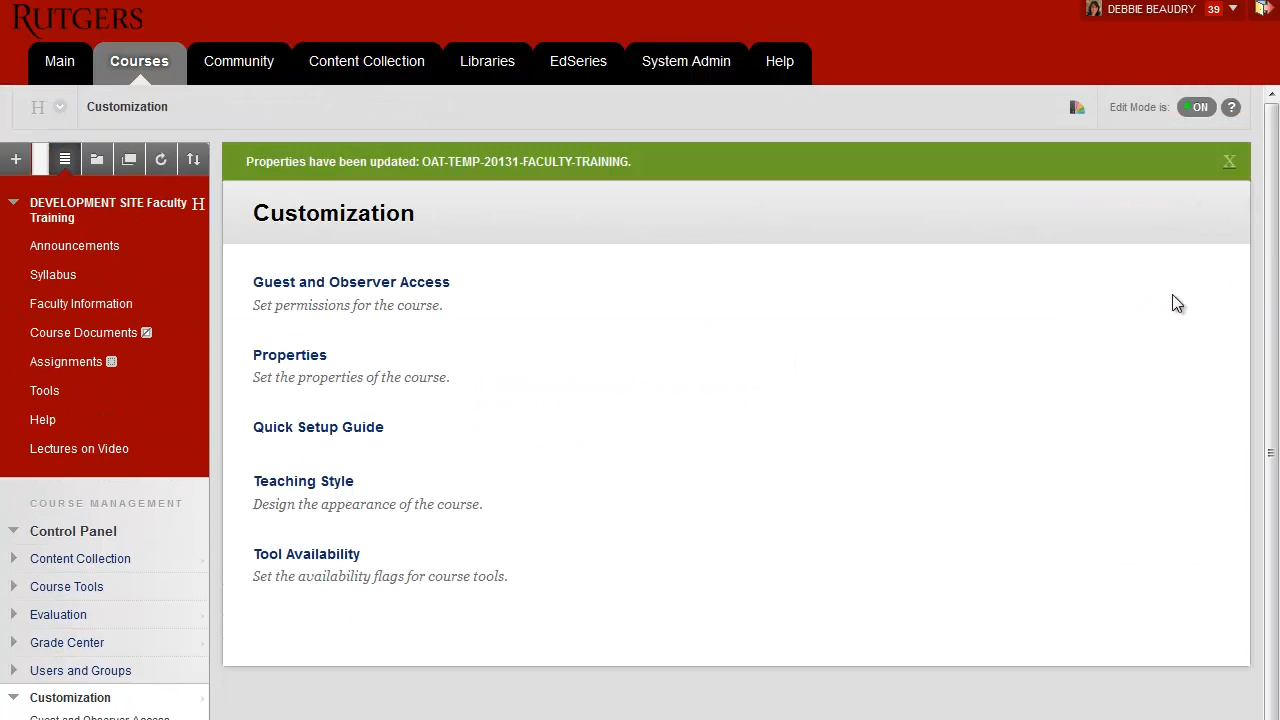 RUTGERS
DEBBIE BEAUDRY 39
Main Courses Community Content Collection Libraries EdSeries System Admin Help
H Customization Edit Mode is: ON ?
Properties have been updated: OAT-TEMP-20131-FACULTY-TRAINING. X
DEVELOPMENT SITE Faculty H
Training
Announcements
Syllabus
Faculty Information
Course Documents
Assignments
Tools
Help
Lectures on Video
COURSE MANAGEMENT
Control Panel
Content Collection
Course Tools
Evaluation
Grade Center
Users and Groups
Customization
Guest and Observer Access
Customization
Guest and Observer Access
Set permissions for the course.
Properties
Set the properties of the course.
Quick Setup Guide
Teaching Style
Design the appearance of the course.
Tool Availability
Set the availability flags for course tools.